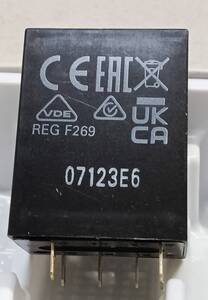 CE EAC
VDE UK
REG F269 CA
07123E6